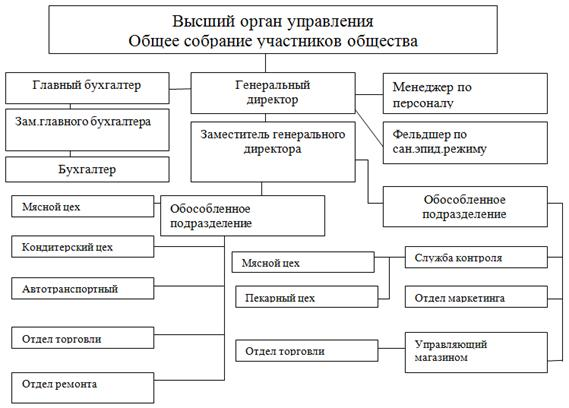 Высший орган управления
Общее собрание участников общества
Главный бухгалтер
Генеральный
директор
Менеджер по
персоналу
Зам.главного бухгалтера
Заместитель генерального
директора
Фельдшер по
сан.эпид.режиму
Бухгалтер
Обособленное
подразделение
Мясной цех
Обособленное
подразделение
Кондитерский цех
Мясной цех
Служба контроля
Автотранспортный
Пекарный цех
Отдел маркетинга
Отдел торговли
Отдел торговли
Управляющий
магазином
Отдел ремонта